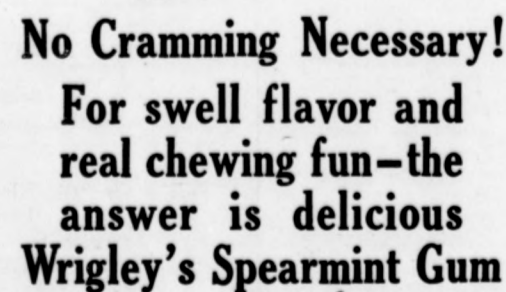 No Cramming Necessary!
For swell flavor and
real chewing fun–the
answer is delicious
Wrigley's Spearmint Gum